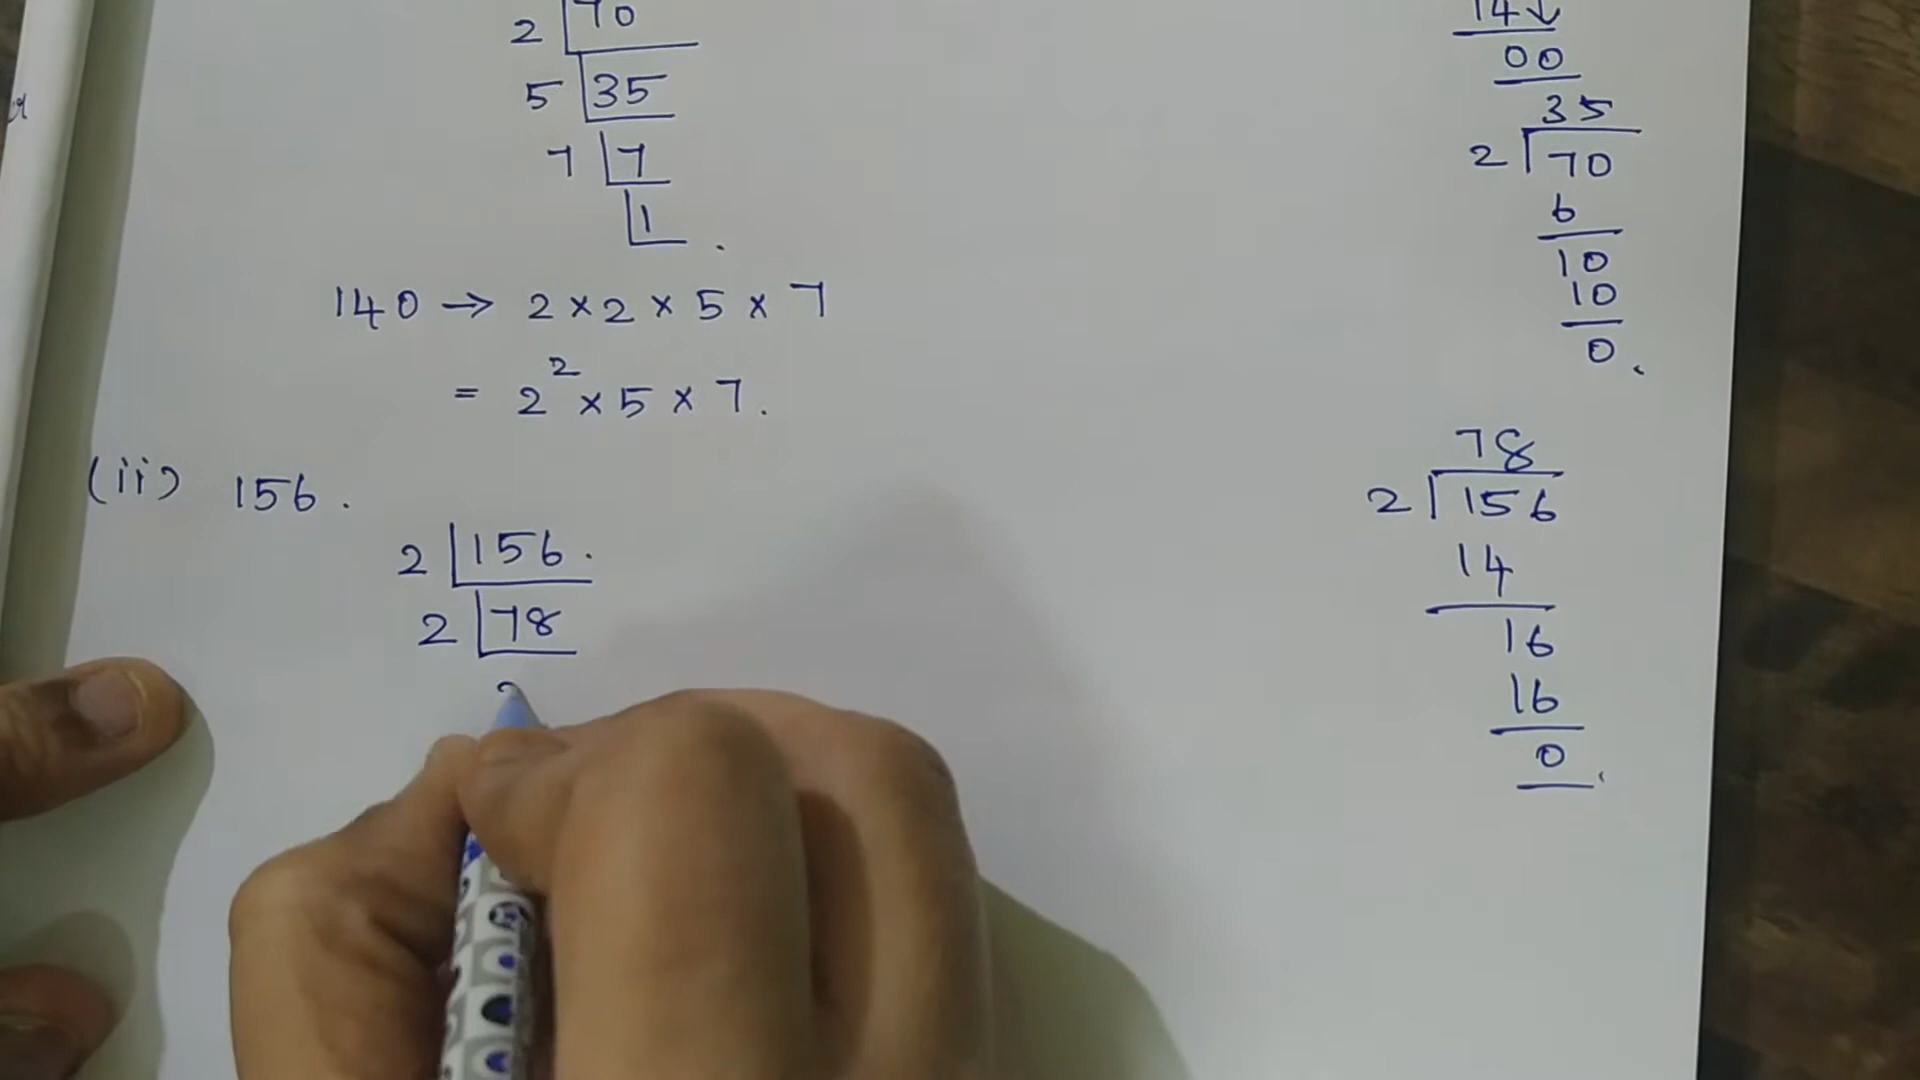 2 | 70
5 | 35
7 | 7
1 .
140 → 2 × 2 × 5 × 7
= 2² × 5 × 7.
(ii) 156.
2 | 156.
2 | 78
14↓
00
35
2 | 70
6
10
10
0.
78
2 | 156
14
16
16
0.